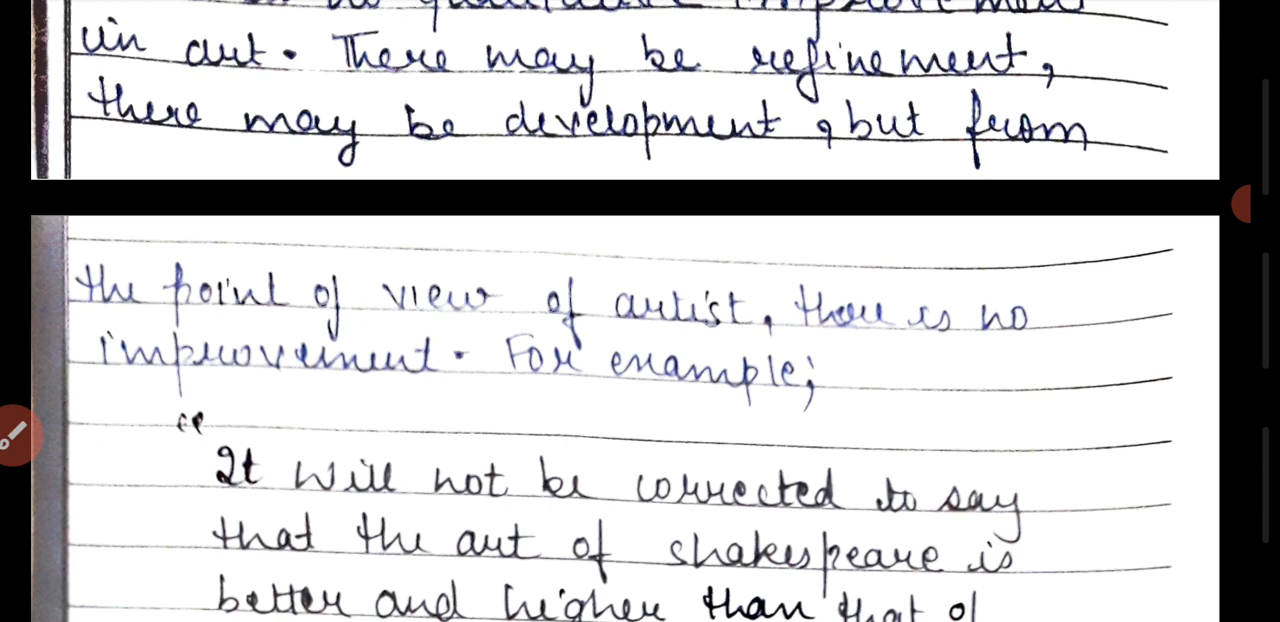 in art. There may be refinement,
there may be development, but from
the point of view of artist, there is no
improvement. For example;
"
It will not be corrected to say
that the art of shakespeare is
better and higher than that of